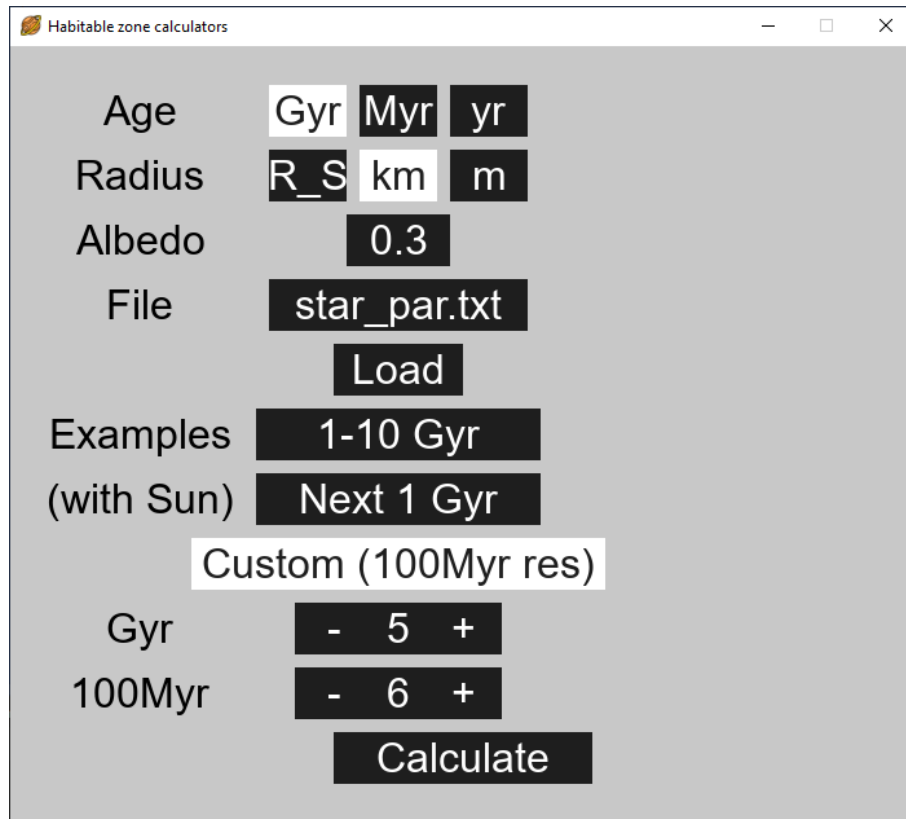 Habitable zone calculators
Age Gyr Myr yr
Radius R_S km m
Albedo 0.3
File star_par.txt
Load
Examples 1-10 Gyr
(with Sun) Next 1 Gyr
Custom (100Myr res)
Gyr - 5 +
100Myr - 6 +
Calculate